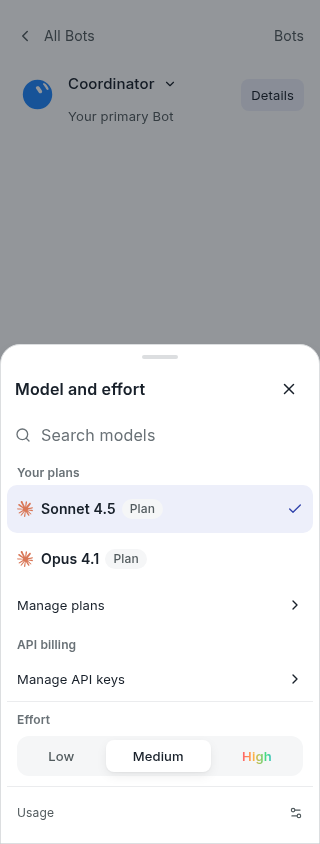 All Bots
Bots
Coordinator
Details
Your primary Bot
Model and effort
Search models
Your plans
Sonnet 4.5 Plan
Opus 4.1 Plan
Manage plans
API billing
Manage API keys
Effort
Low Medium High
Usage